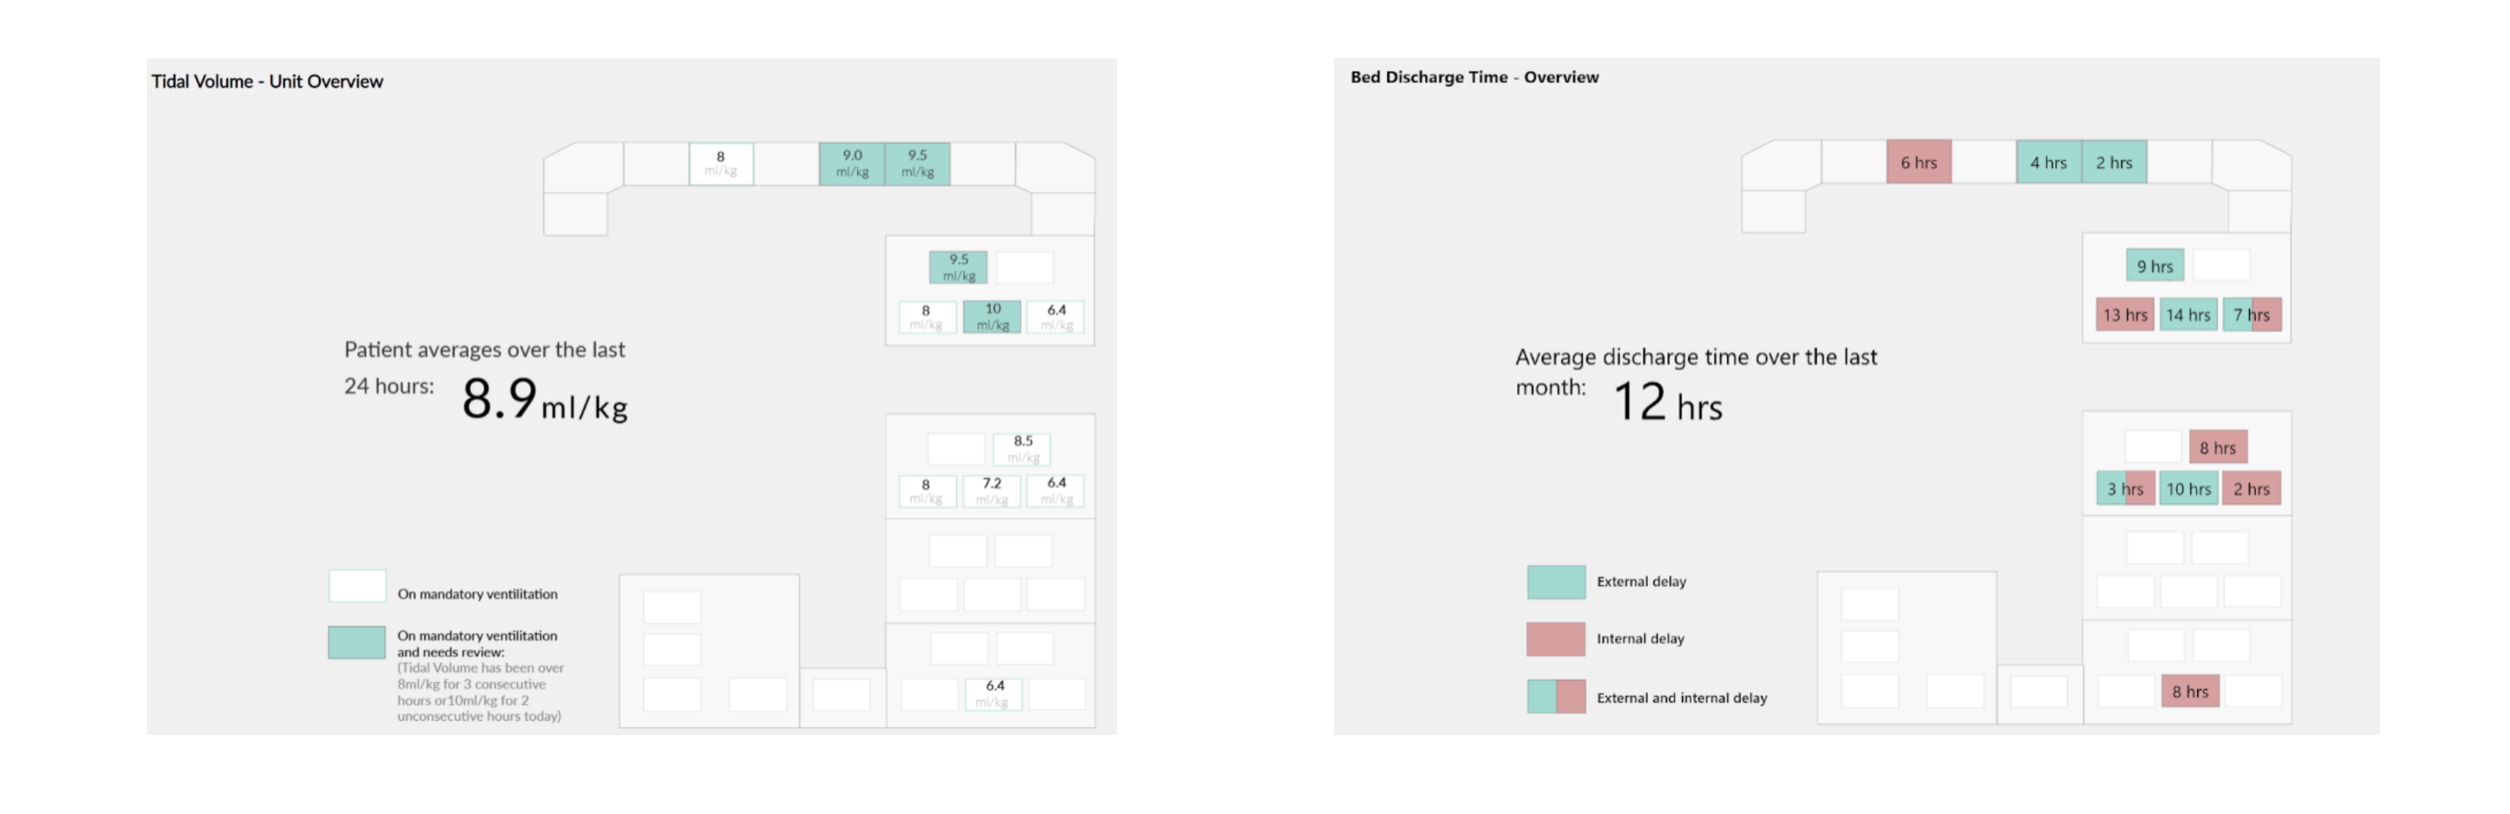 Tidal Volume - Unit Overview
8
ml/kg
9.0
ml/kg
9.5
ml/kg
9.5
ml/kg
8
ml/kg
10
ml/kg
6.4
ml/kg
Patient averages over the last
24 hours: 8.9 ml/kg
8.5
ml/kg
8
ml/kg
7.2
ml/kg
6.4
ml/kg
On mandatory ventilitation
On mandatory ventilitation
and needs review:
(Tidal Volume has been over
8ml/kg for 3 consecutive
hours or10ml/kg for 2
unconsecutive hours today)
6.4
ml/kg
Bed Discharge Time - Overview
6 hrs
4 hrs
2 hrs
9 hrs
13 hrs
14 hrs
7 hrs
Average discharge time over the last
month: 12 hrs
8 hrs
3 hrs
10 hrs
2 hrs
External delay
Internal delay
External and internal delay
8 hrs